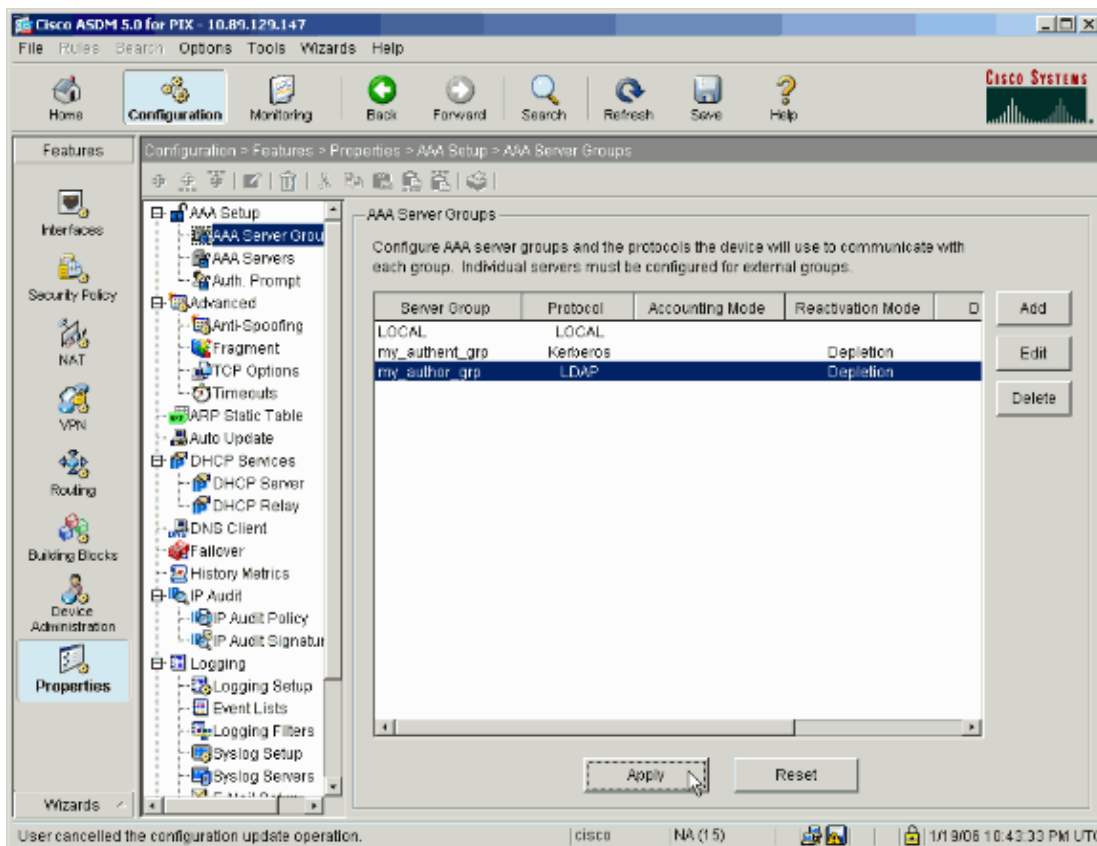 Cisco ASDM 5.0 for PIX - 10.89.129.147
File Rules Search Options Tools Wizards Help
Home Configuration Monitoring Back Forward Search Refresh Save Help
CISCO SYSTEMS
Features
Configuration > Features > Properties > AAA Setup > AAA Server Groups
Interfaces
Security Policy
NAT
VPN
Routing
Building Blocks
Device
Administration
Properties
Wizards
AAA Setup
AAA Server Grou
AAA Servers
Auth. Prompt
Advanced
Anti-Spoofing
Fragment
TCP Options
Timeouts
ARP Static Table
Auto Update
DHCP Services
DHCP Server
DHCP Relay
DNS Client
Failover
History Metrics
IP Audit
IP Audit Policy
IP Audit Signatur
Logging
Logging Setup
Event Lists
Logging Filters
Syslog Setup
Syslog Servers
AAA Server Groups
Configure AAA server groups and the protocols the device will use to communicate with
each group. Individual servers must be configured for external groups.
Server Group Protocol Accounting Mode Reactivation Mode D
LOCAL LOCAL
my_authent_grp Kerberos Depletion
my_author_grp LDAP Depletion
Add
Edit
Delete
Apply Reset
User cancelled the configuration update operation. cisco NA (15) 1/19/06 10:43:33 PM UTC